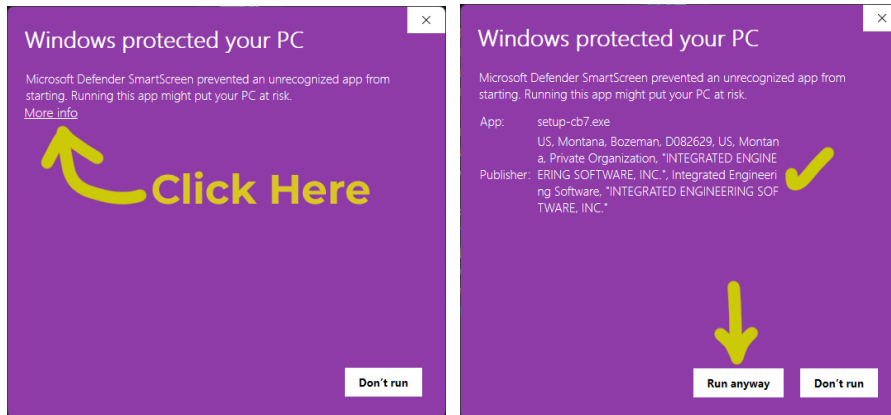 Windows protected your PC
Microsoft Defender SmartScreen prevented an unrecognized app from
starting. Running this app might put your PC at risk.
More info
Click Here
Don't run
Windows protected your PC
Microsoft Defender SmartScreen prevented an unrecognized app from
starting. Running this app might put your PC at risk.
App: setup-cb7.exe
US, Montana, Bozeman, D082629, US, Montan
a, Private Organization, "INTEGRATED ENGINE
Publisher: ERING SOFTWARE, INC.", Integrated Engineeri
ng Software, "INTEGRATED ENGINEERING SOF
TWARE, INC."
Run anyway Don't run